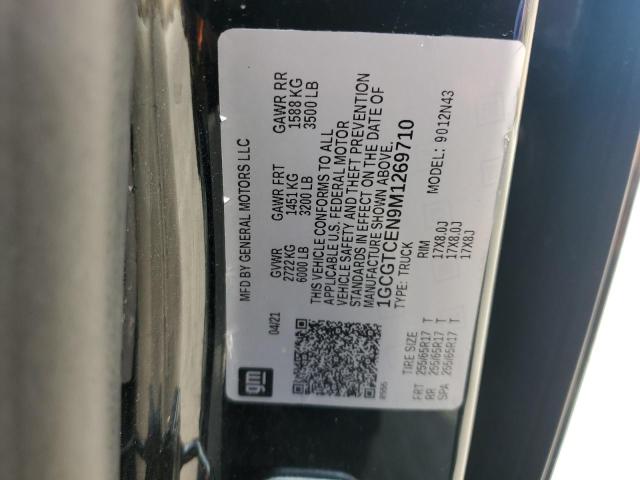 MFD BY GENERAL MOTORS LLC
04/21
GVWR GAWR FRT GAWR RR
2722 KG 1451 KG 1588 KG
6000 LB 3200 LB 3500 LB
THIS VEHICLE CONFORMS TO ALL
APPLICABLE U.S. FEDERAL MOTOR
VEHICLE SAFETY AND THEFT PREVENTION
STANDARDS IN EFFECT ON THE DATE OF
MANUFACTURE SHOWN ABOVE.
1GCGTCEN9M1269710
TYPE: TRUCK MODEL: 9012N43
TIRE SIZE RIM
FRT 255/65R17 T 17X8.0J
RR 255/65R17 T 17X8.0J
SPA 255/65R17 T 17X8J
gm